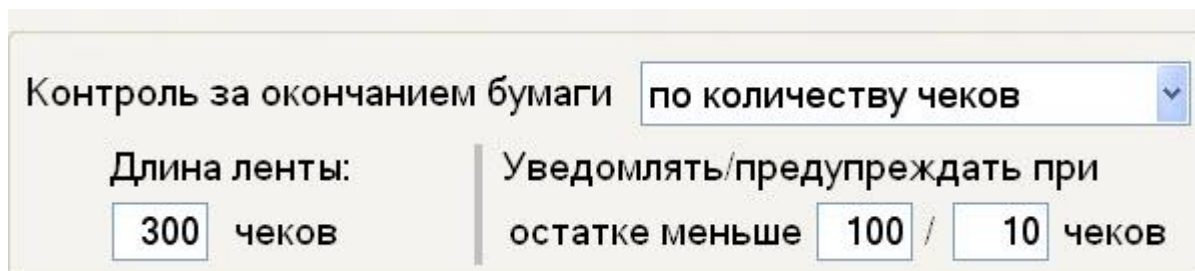 Контроль за окончанием бумаги по количеству чеков
Длина ленты: Уведомлять/предупреждать при
300 чеков остатке меньше 100 / 10 чеков